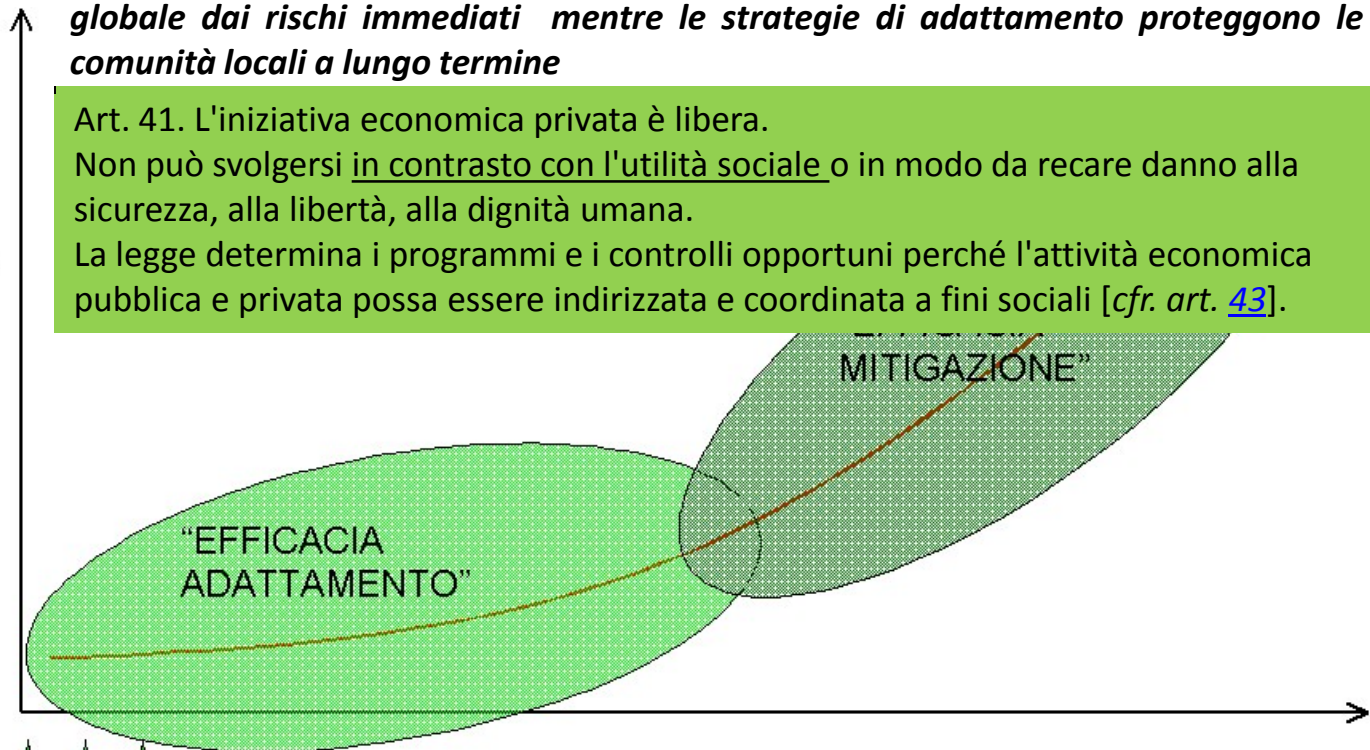 globale dai rischi immediati mentre le strategie di adattamento proteggono le
comunità locali a lungo termine
Art. 41. L'iniziativa economica privata è libera.
Non può svolgersi in contrasto con l'utilità sociale o in modo da recare danno alla
sicurezza, alla libertà, alla dignità umana.
La legge determina i programmi e i controlli opportuni perché l'attività economica
pubblica e privata possa essere indirizzata e coordinata a fini sociali [cfr. art. 43].
MITIGAZIONE”
“EFFICACIA
ADATTAMENTO”